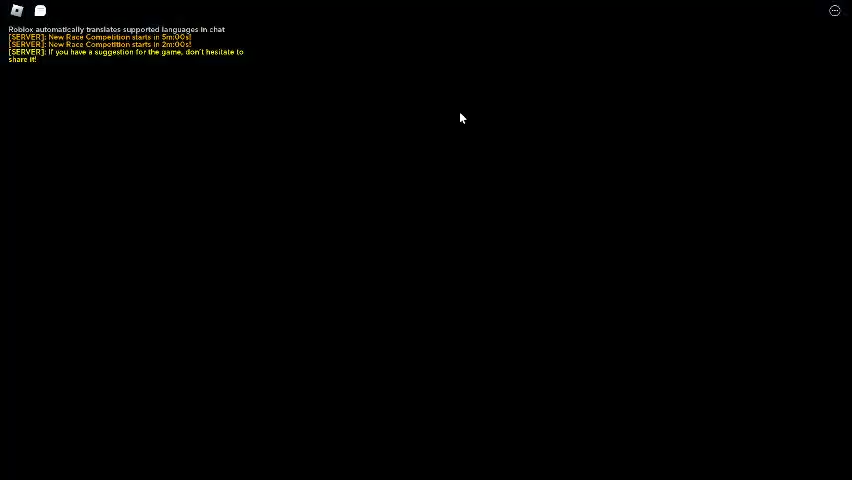 Roblox automatically translates supported languages in chat
[SERVER]: New Race Competition starts in 5m:00s!
[SERVER]: New Race Competition starts in 2m:00s!
[SERVER]: If you have a suggestion for the game, don't hesitate to
share it!